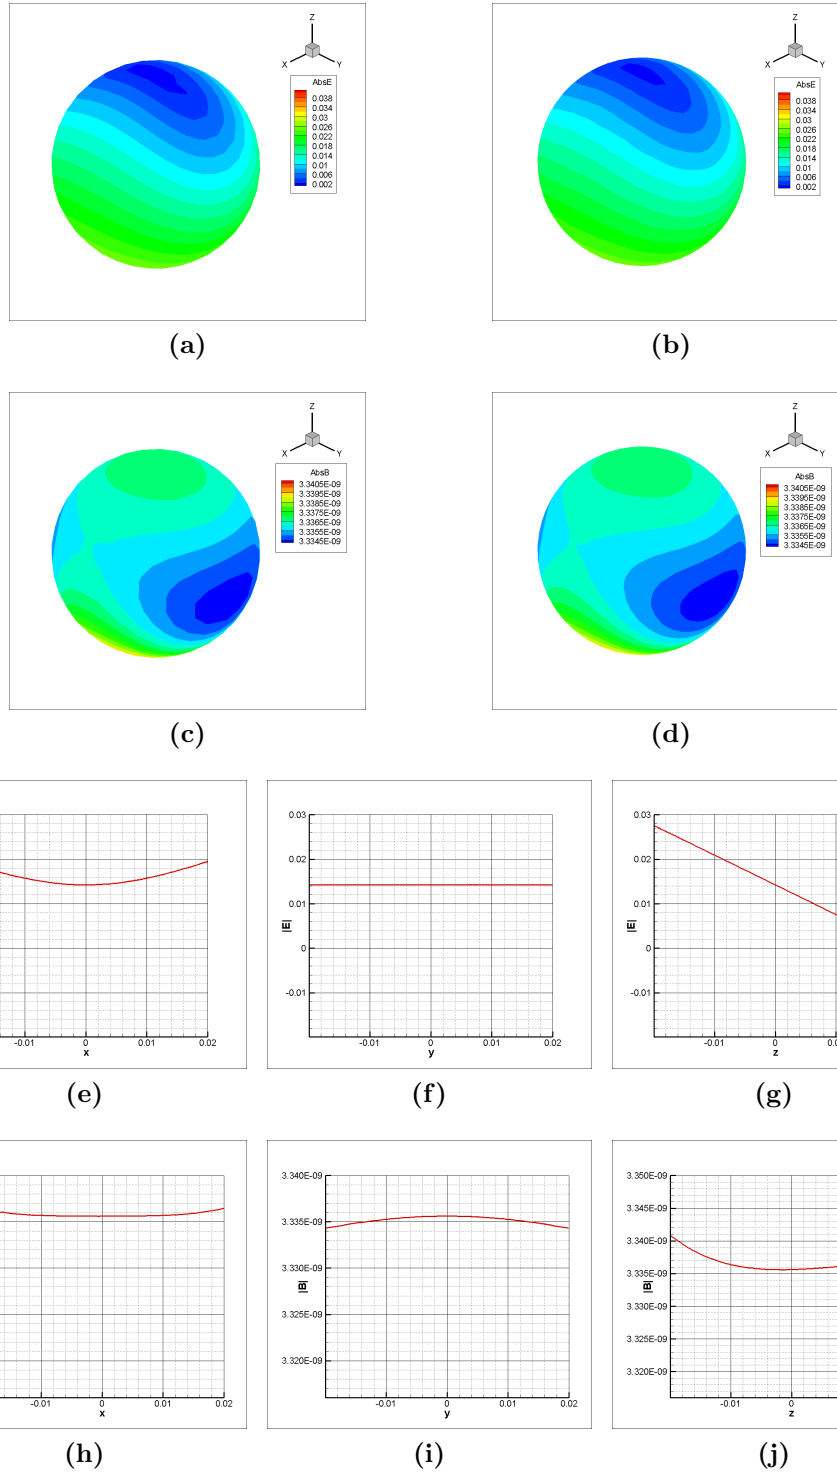 Z
X Y
AbsE
0.038
0.034
0.03
0.026
0.022
0.018
0.014
0.01
0.006
0.002
(a)
Z
X Y
AbsE
0.038
0.034
0.03
0.026
0.022
0.018
0.014
0.01
0.006
0.002
(b)
Z
X Y
AbsB
3.3405E-09
3.3395E-09
3.3385E-09
3.3375E-09
3.3365E-09
3.3355E-09
3.3345E-09
(c)
Z
X Y
AbsB
3.3405E-09
3.3395E-09
3.3385E-09
3.3375E-09
3.3365E-09
3.3355E-09
3.3345E-09
(d)
-0.01 0 0.01 0.02
x
(e)
0.03
0.02
0.01
0
-0.01
|E|
-0.01 0 0.01 0.02
y
(f)
0.03
0.02
0.01
0
-0.01
|E|
-0.01 0
z
(g)
-0.01 0 0.01 0.02
x
(h)
3.340E-09
3.335E-09
3.330E-09
3.325E-09
3.320E-09
|B|
-0.01 0 0.01 0.02
y
(i)
3.350E-09
3.345E-09
3.340E-09
3.335E-09
3.330E-09
3.325E-09
3.320E-09
|B|
-0.01 0
z
(j)